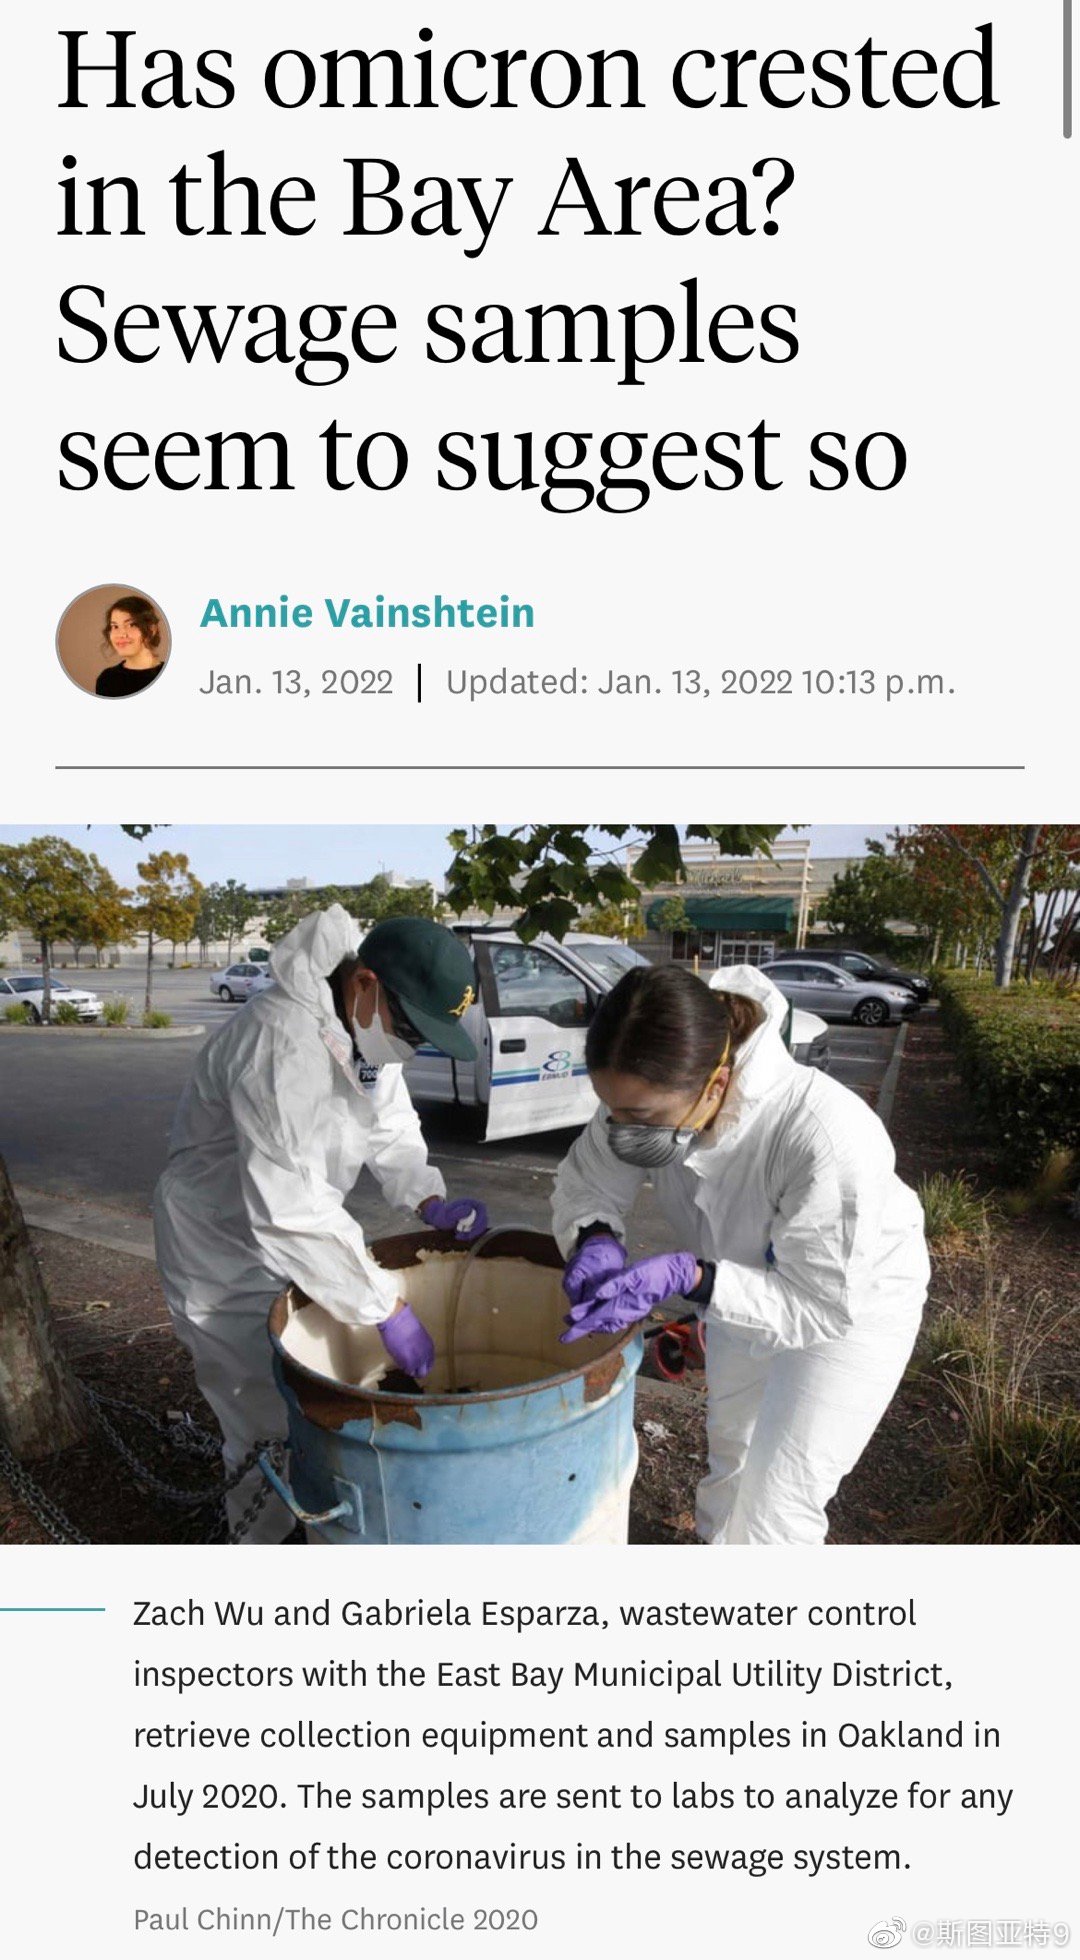 Has omicron crested
in the Bay Area?
Sewage samples
seem to suggest so
Annie Vainshtein
Jan. 13, 2022 | Updated: Jan. 13, 2022 10:13 p.m.
EBMUD
Zach Wu and Gabriela Esparza, wastewater control
inspectors with the East Bay Municipal Utility District,
retrieve collection equipment and samples in Oakland in
July 2020. The samples are sent to labs to analyze for any
detection of the coronavirus in the sewage system.
Paul Chinn/The Chronicle 2020
@斯图亚特9